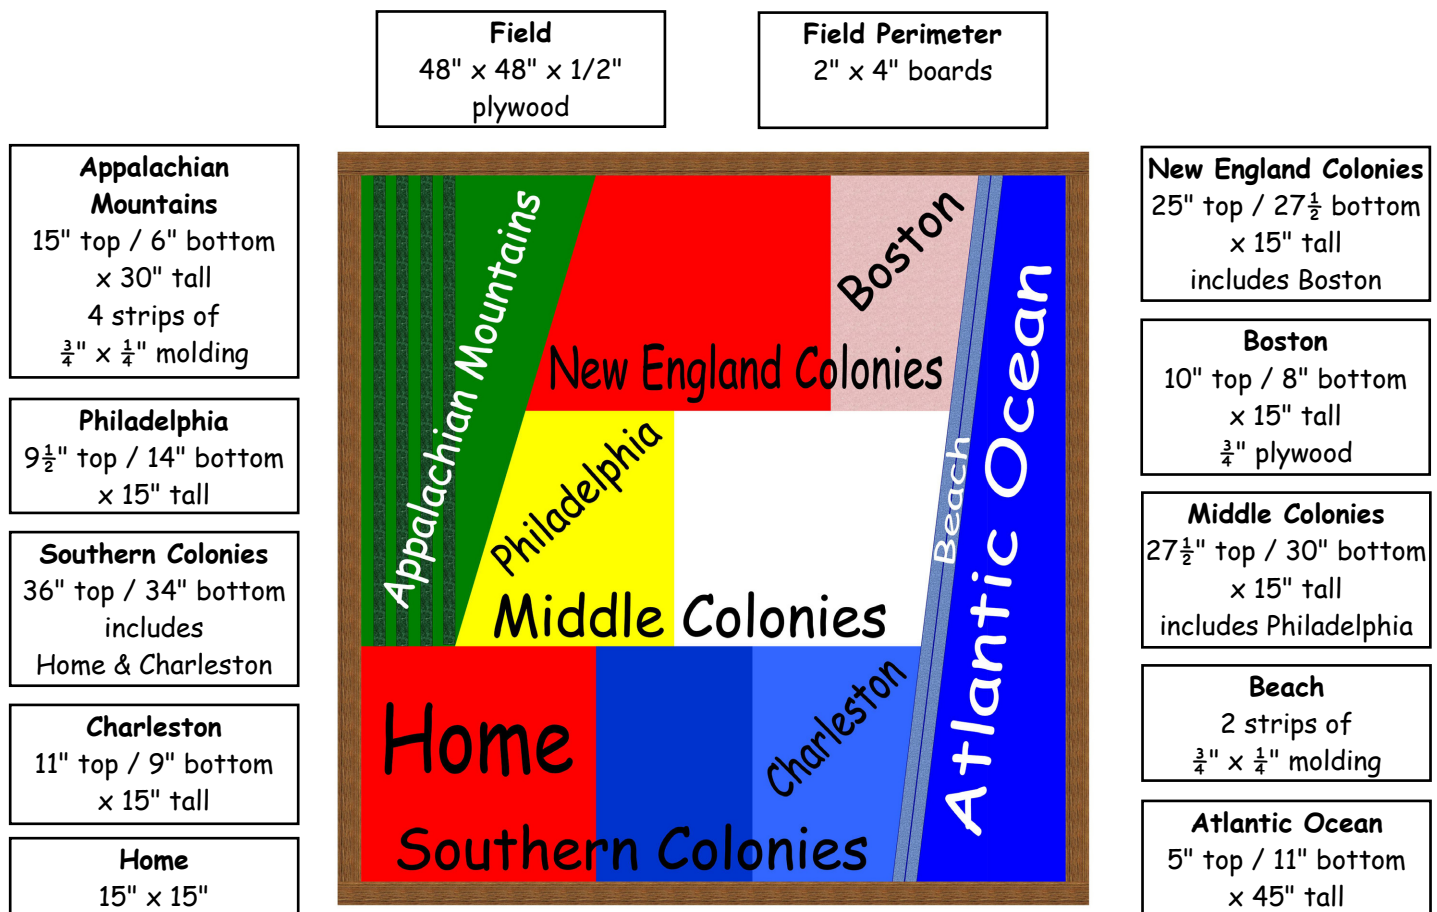 Field
48" x 48" x 1/2"
plywood
Field Perimeter
2" x 4" boards
Appalachian
Mountains
15" top / 6" bottom
x 30" tall
4 strips of
¾" x ¼" molding
Philadelphia
9½" top / 14" bottom
x 15" tall
Southern Colonies
36" top / 34" bottom
includes
Home & Charleston
Charleston
11" top / 9" bottom
x 15" tall
Home
15" x 15"
Appalachian Mountains
New England Colonies
Boston
Philadelphia
Middle Colonies
Beach
Atlantic Ocean
Home
Charleston
Southern Colonies
New England Colonies
25" top / 27½ bottom
x 15" tall
includes Boston
Boston
10" top / 8" bottom
x 15" tall
¾" plywood
Middle Colonies
27½" top / 30" bottom
x 15" tall
includes Philadelphia
Beach
2 strips of
¾" x ¼" molding
Atlantic Ocean
5" top / 11" bottom
x 45" tall